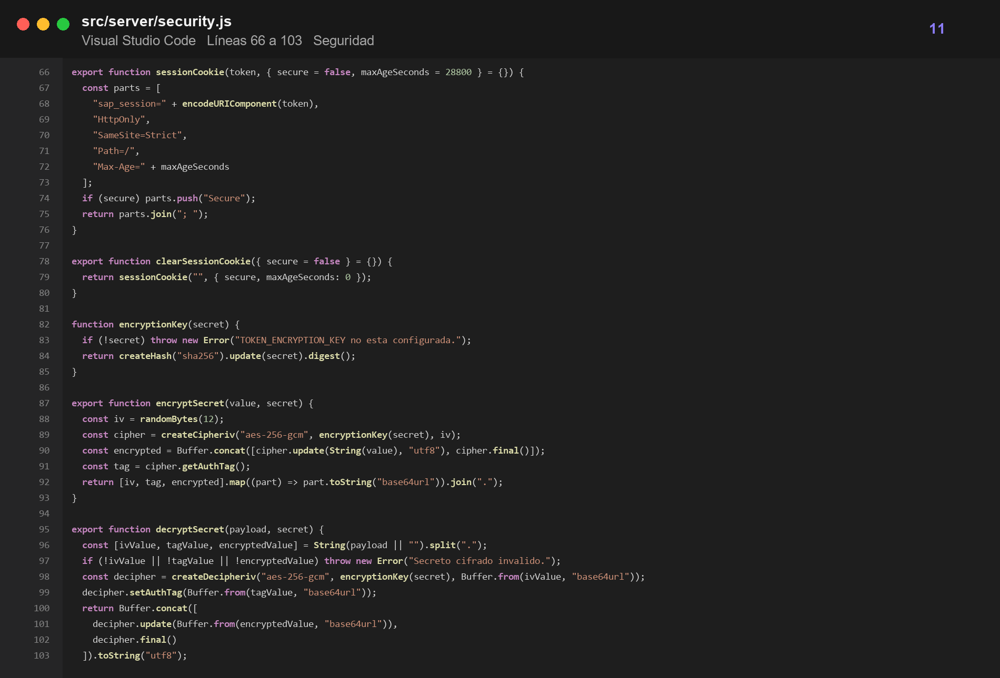 src/server/security.js
Visual Studio Code   Líneas 66 a 103   Seguridad
11
66 export function sessionCookie(token, { secure = false, maxAgeSeconds = 28800 } = {}) {
67   const parts = [
68     "sap_session=" + encodeURIComponent(token),
69     "HttpOnly",
70     "SameSite=Strict",
71     "Path=/",
72     "Max-Age=" + maxAgeSeconds
73   ];
74   if (secure) parts.push("Secure");
75   return parts.join("; ");
76 }
77
78 export function clearSessionCookie({ secure = false } = {}) {
79   return sessionCookie("", { secure, maxAgeSeconds: 0 });
80 }
81
82 function encryptionKey(secret) {
83   if (!secret) throw new Error("TOKEN_ENCRYPTION_KEY no esta configurada.");
84   return createHash("sha256").update(secret).digest();
85 }
86
87 export function encryptSecret(value, secret) {
88   const iv = randomBytes(12);
89   const cipher = createCipheriv("aes-256-gcm", encryptionKey(secret), iv);
90   const encrypted = Buffer.concat([cipher.update(String(value), "utf8"), cipher.final()]);
91   const tag = cipher.getAuthTag();
92   return [iv, tag, encrypted].map((part) => part.toString("base64url")).join(".");
93 }
94
95 export function decryptSecret(payload, secret) {
96   const [ivValue, tagValue, encryptedValue] = String(payload || "").split(".");
97   if (!ivValue || !tagValue || !encryptedValue) throw new Error("Secreto cifrado invalido.");
98   const decipher = createDecipheriv("aes-256-gcm", encryptionKey(secret), Buffer.from(ivValue, "base64url"));
99   decipher.setAuthTag(Buffer.from(tagValue, "base64url"));
100   return Buffer.concat([
101     decipher.update(Buffer.from(encryptedValue, "base64url")),
102     decipher.final()
103   ]).toString("utf8");